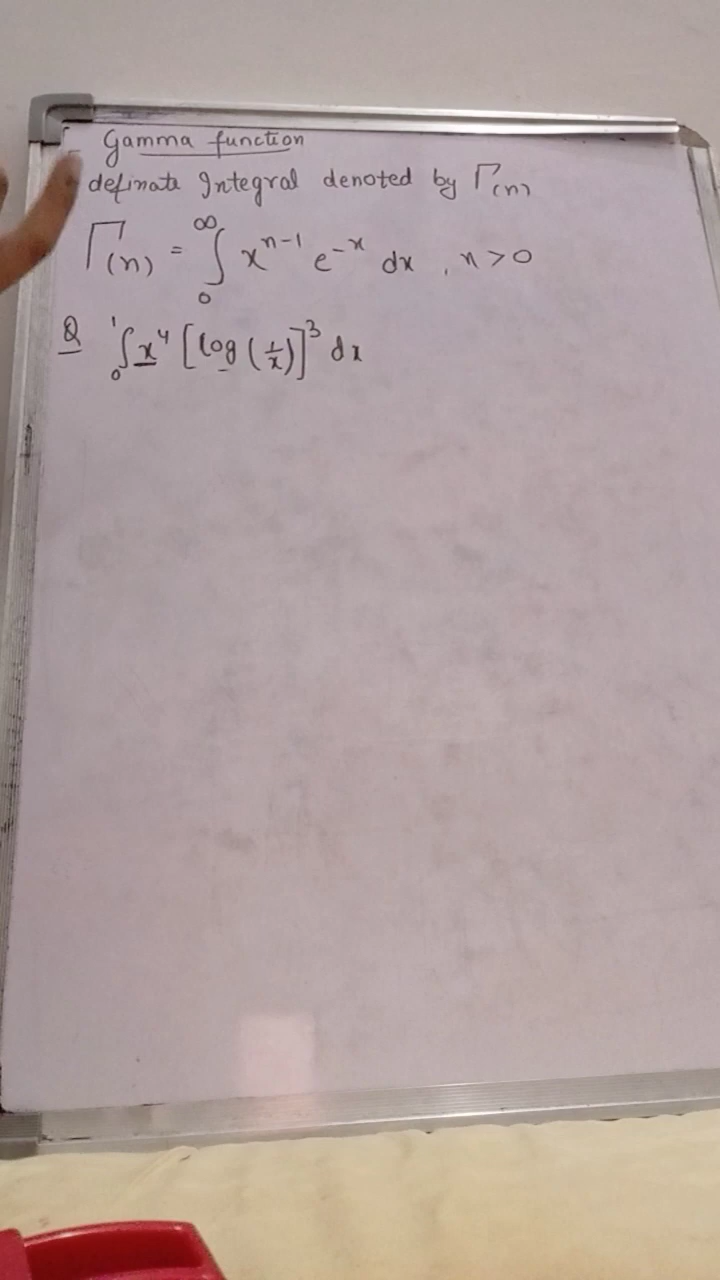 Gamma function
definate Integral denoted by Γ(n)
Γ(n) = ∫₀^∞ x^(n-1) e^(-x) dx , n > 0
Q ∫₀¹ x⁴ [log (1/x)]³ dx